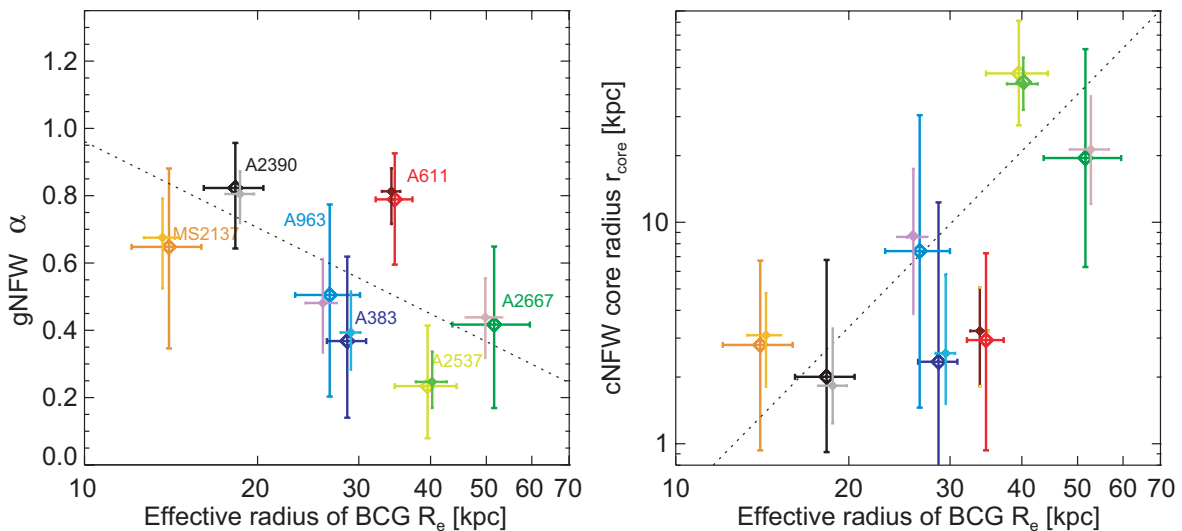 gNFW α
1.2
1.0
0.8
0.6
0.4
0.2
0.0
A2390
A611
MS2137
A963
A383
A2667
A2537
10
20
30
40
50
60
70
Effective radius of BCG Re [kpc]
cNFW core radius rcore [kpc]
10
1
10
20
30
40
50
60
70
Effective radius of BCG Re [kpc]